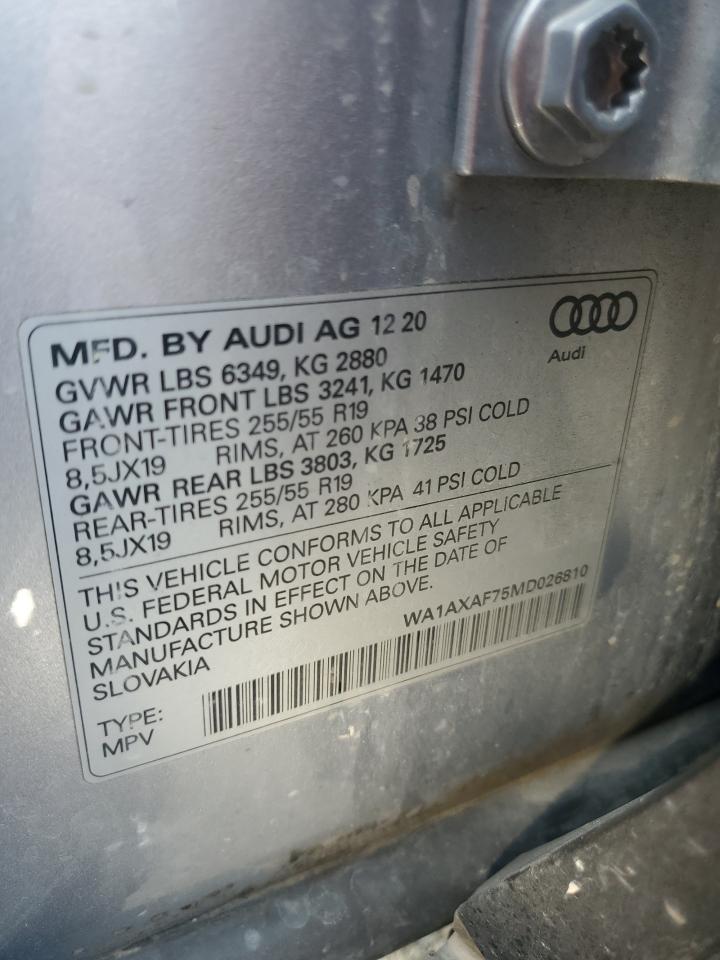 MFD. BY AUDI AG 12 20
Audi
GVWR LBS 6349, KG 2880
GAWR FRONT LBS 3241, KG 1470
FRONT-TIRES 255/55 R19
8,5JX19 RIMS, AT 260 KPA 38 PSI COLD
GAWR REAR LBS 3803, KG 1725
REAR-TIRES 255/55 R19
8,5JX19 RIMS, AT 280 KPA 41 PSI COLD
THIS VEHICLE CONFORMS TO ALL APPLICABLE
U.S. FEDERAL MOTOR VEHICLE SAFETY
STANDARDS IN EFFECT ON THE DATE OF
MANUFACTURE SHOWN ABOVE.
SLOVAKIA
WA1AXAF75MD026810
TYPE:
MPV